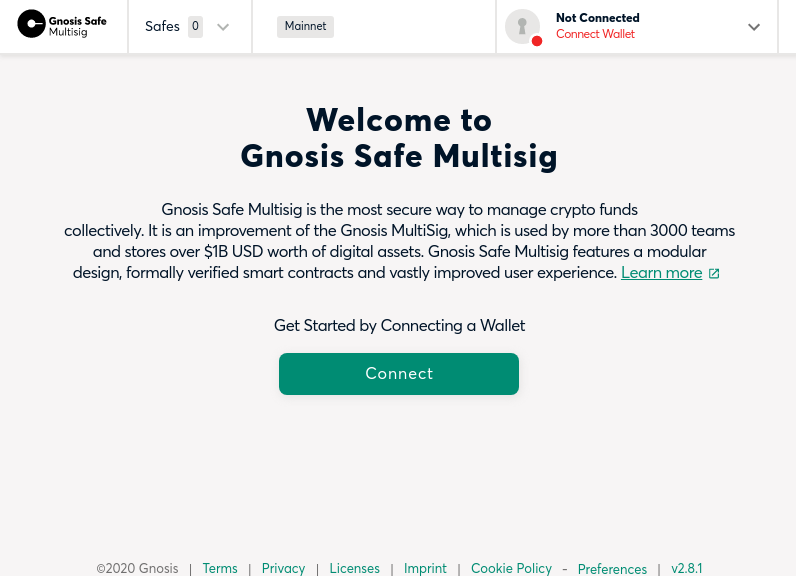 Gnosis Safe
Multisig
Safes 0
Mainnet
Not Connected
Connect Wallet
Welcome to
Gnosis Safe Multisig
Gnosis Safe Multisig is the most secure way to manage crypto funds
collectively. It is an improvement of the Gnosis MultiSig, which is used by more than 3000 teams
and stores over $1B USD worth of digital assets. Gnosis Safe Multisig features a modular
design, formally verified smart contracts and vastly improved user experience. Learn more
Get Started by Connecting a Wallet
Connect
©2020 Gnosis | Terms | Privacy | Licenses | Imprint | Cookie Policy - Preferences | v2.8.1